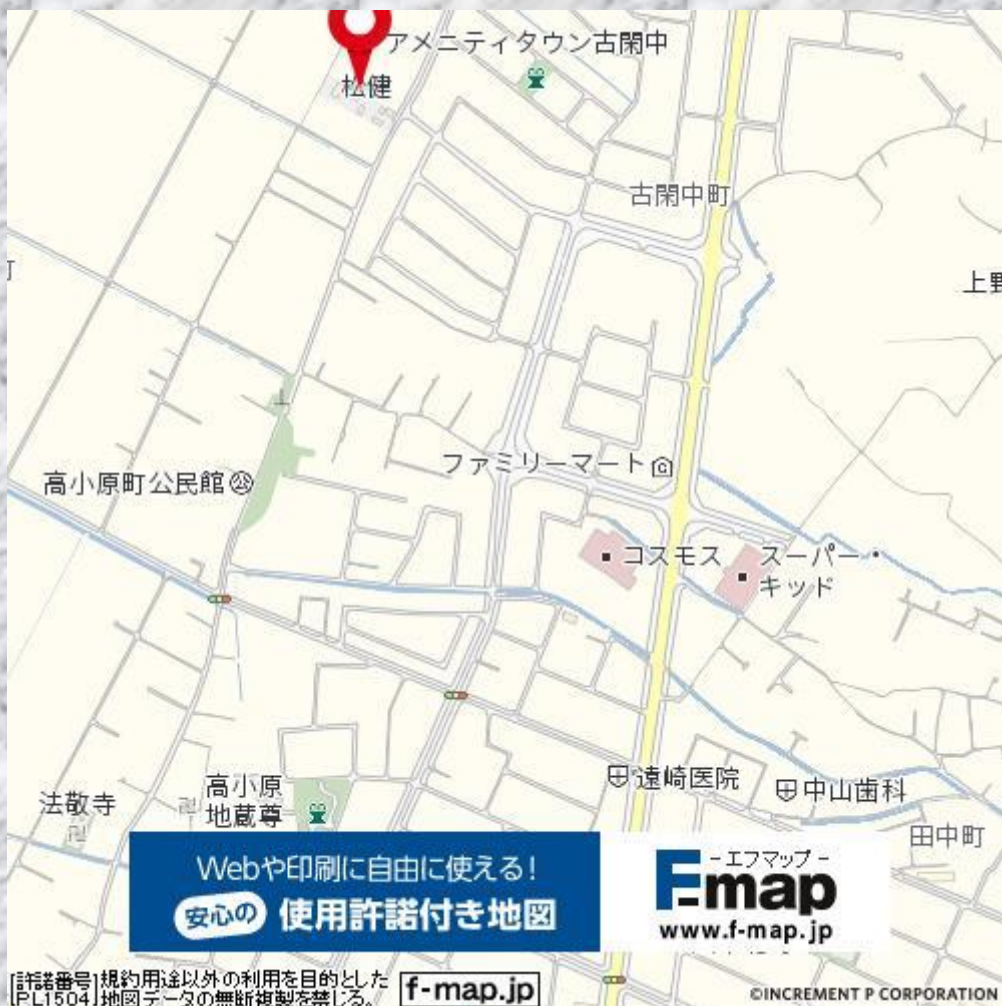 アメニティタウン古閑中
松健
古閑中町
町
上野
ファミリーマート
高小原町公民館
コスモス
スーパー・
キッド
遠崎医院
中山歯科
高小原
地蔵尊
法敬寺
田中町
Webや印刷に自由に使える!
安心の 使用許諾付き地図
-エフマップ-
F-map
www.f-map.jp
[許諾番号]規約用途以外の利用を目的とした
[PL1504]地図データの無断複製を禁じる。
f-map.jp
©INCREMENT P CORPORATION